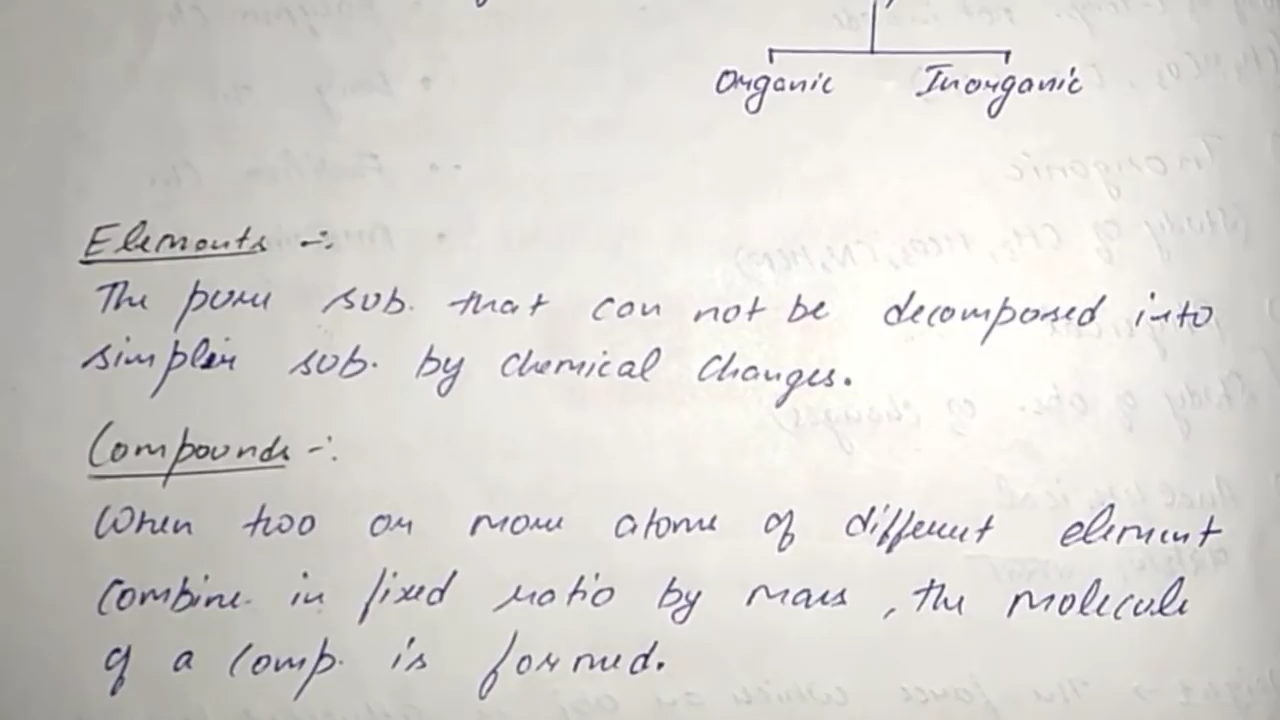 Organic Inorganic
Elements :-
The pure sub. that can not be decomposed into
simpler sub. by chemical changes.
Compounds :-
When two or more atoms of different element
combine in fixed ratio by mass, the molecule
of a comp. is formed.